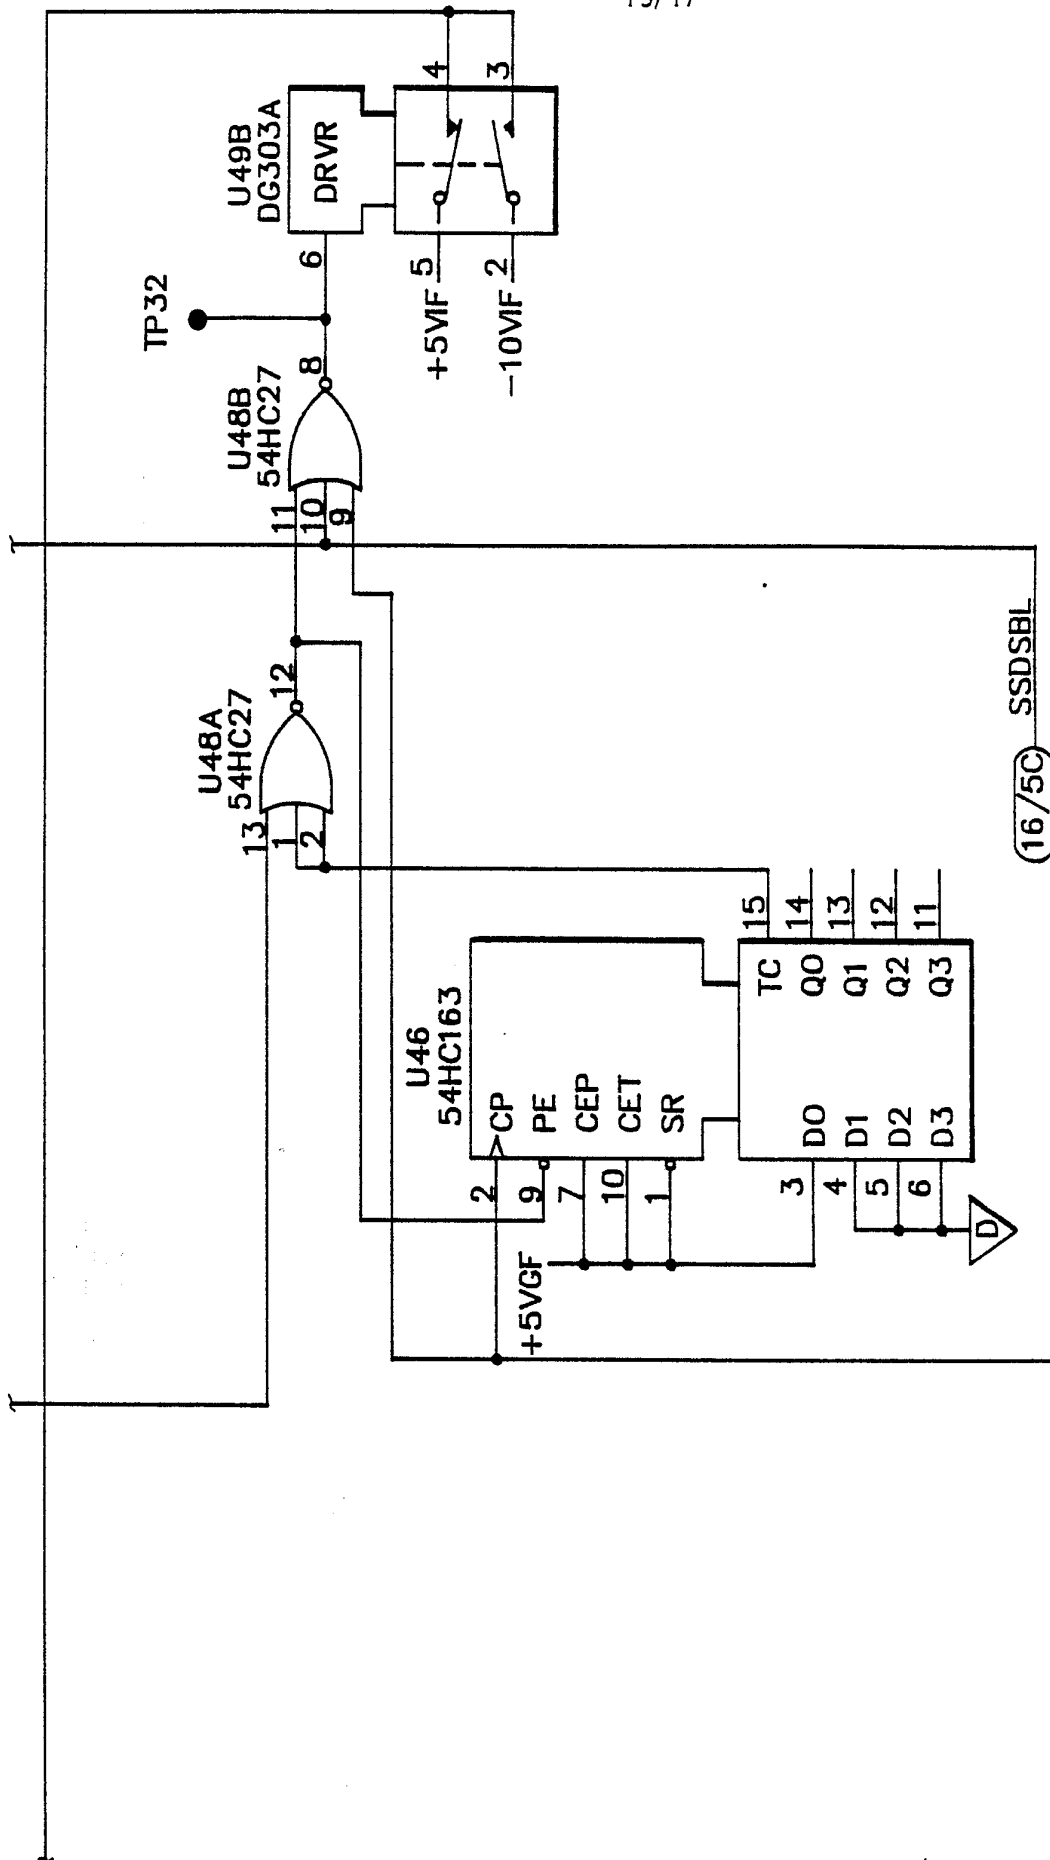 15/17
U49B
DG303A
DRVR
6
4
3
+5VIF 5
-10VIF 2
TP32
U48B
54HC27
8
11
10
9
U48A
54HC27
12
13
1
2
SSDSBL
16/5C
U46
54HC163
2
CP
9
PE
7
CEP
10
CET
1
SR
+5VGF
TC
15
Q0
14
Q1
13
Q2
12
Q3
11
3
D0
4
D1
5
D2
6
D3
D